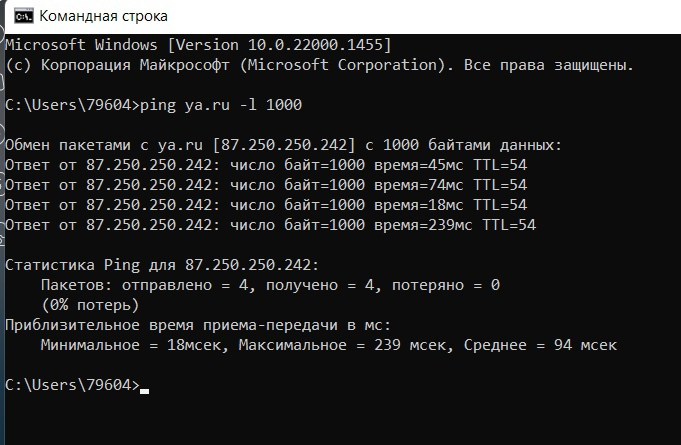 Командная строка
Microsoft Windows [Version 10.0.22000.1455]
(c) Корпорация Майкрософт (Microsoft Corporation). Все права защищены.
C:\Users\79604>ping ya.ru -l 1000
Обмен пакетами с ya.ru [87.250.250.242] с 1000 байтами данных:
Ответ от 87.250.250.242: число байт=1000 время=45мс TTL=54
Ответ от 87.250.250.242: число байт=1000 время=74мс TTL=54
Ответ от 87.250.250.242: число байт=1000 время=18мс TTL=54
Ответ от 87.250.250.242: число байт=1000 время=239мс TTL=54
Статистика Ping для 87.250.250.242:
    Пакетов: отправлено = 4, получено = 4, потеряно = 0
    (0% потерь)
Приблизительное время приема-передачи в мс:
    Минимальное = 18мсек, Максимальное = 239 мсек, Среднее = 94 мсек
C:\Users\79604>